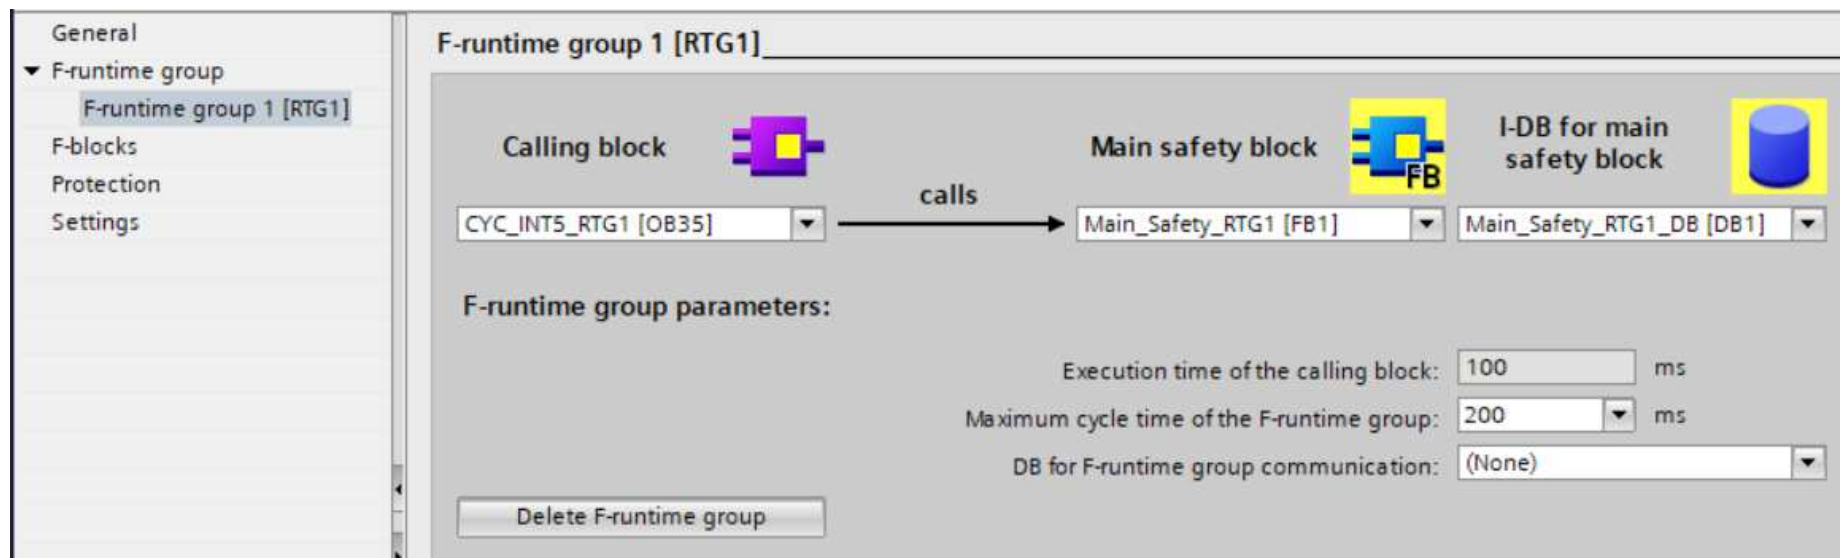 General
F-runtime group
F-runtime group 1 [RTG1]
F-blocks
Protection
Settings
F-runtime group 1 [RTG1]
Calling block
calls
Main safety block
FB
I-DB for main
safety block
CYC_INT5_RTG1 [OB35]
Main_Safety_RTG1 [FB1]
Main_Safety_RTG1_DB [DB1]
F-runtime group parameters:
Execution time of the calling block: 100 ms
Maximum cycle time of the F-runtime group: 200 ms
DB for F-runtime group communication: (None)
Delete F-runtime group